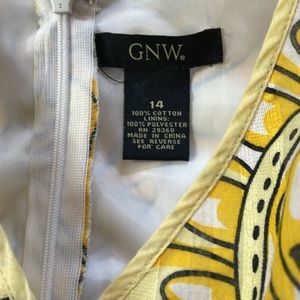 GNW®
14
100% COTTON
LINING:
100% POLYESTER
RN 29360
MADE IN CHINA
SEE REVERSE
FOR CARE